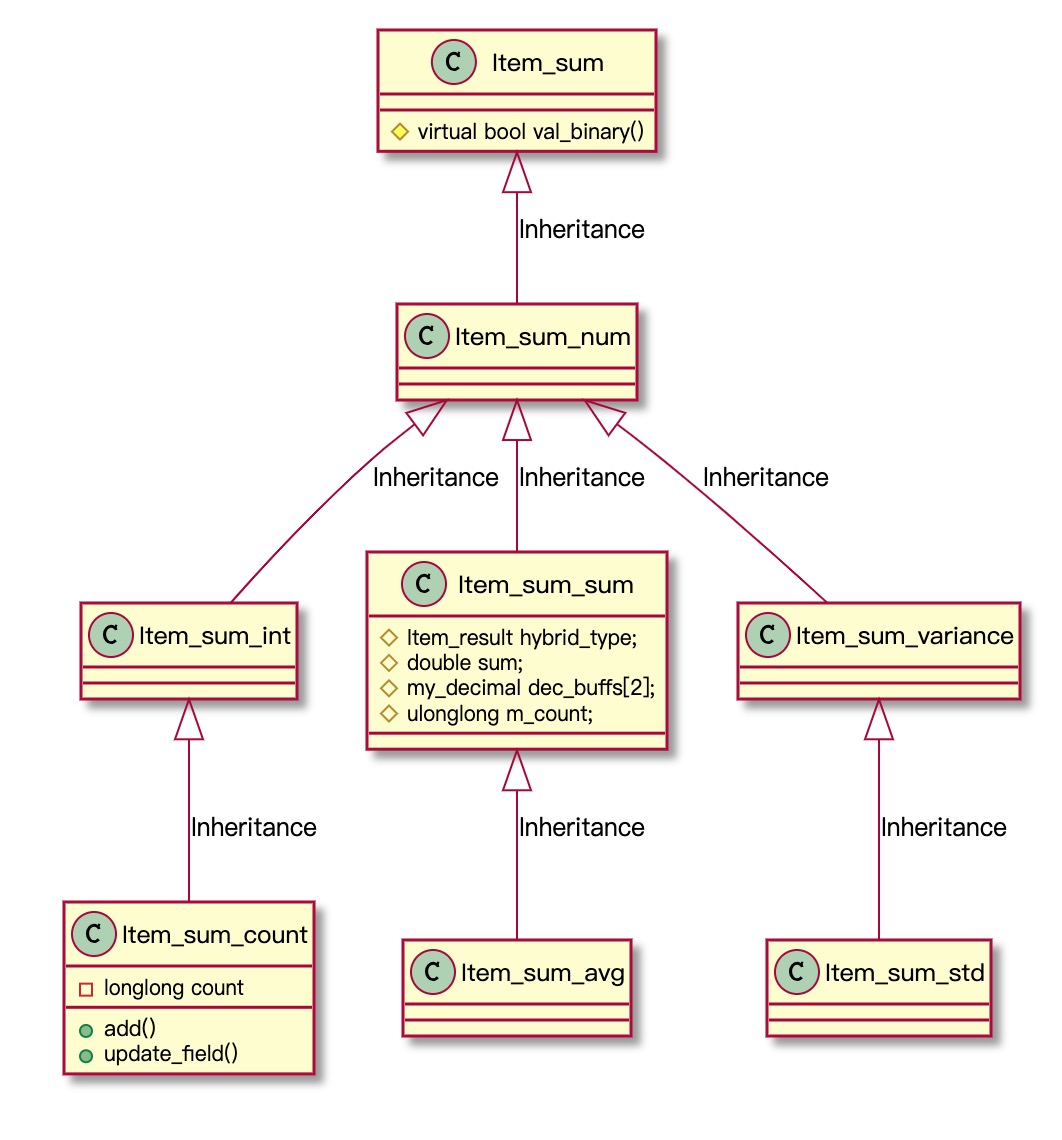 C Item_sum
virtual bool val_binary()
Inheritance
C Item_sum_num
Inheritance Inheritance Inheritance
C Item_sum_sum
Item_result hybrid_type;
double sum;
my_decimal dec_buffs[2];
ulonglong m_count;
C Item_sum_int
C Item_sum_variance
Inheritance Inheritance Inheritance
C Item_sum_count
longlong count
add()
update_field()
C Item_sum_avg
C Item_sum_std